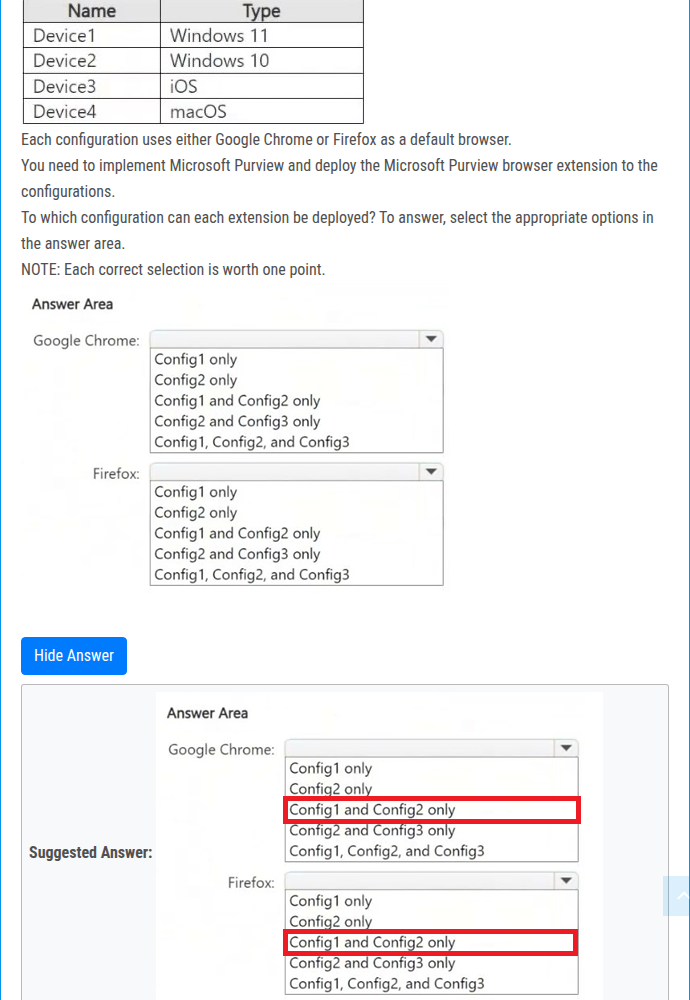 Name Type
Device1 Windows 11
Device2 Windows 10
Device3 iOS
Device4 macOS
Each configuration uses either Google Chrome or Firefox as a default browser.
You need to implement Microsoft Purview and deploy the Microsoft Purview browser extension to the
configurations.
To which configuration can each extension be deployed? To answer, select the appropriate options in
the answer area.
NOTE: Each correct selection is worth one point.
Answer Area
Google Chrome:
Config1 only
Config2 only
Config1 and Config2 only
Config2 and Config3 only
Config1, Config2, and Config3
Firefox:
Config1 only
Config2 only
Config1 and Config2 only
Config2 and Config3 only
Config1, Config2, and Config3
Hide Answer
Suggested Answer:
Answer Area
Google Chrome:
Config1 only
Config2 only
Config1 and Config2 only
Config2 and Config3 only
Config1, Config2, and Config3
Firefox:
Config1 only
Config2 only
Config1 and Config2 only
Config2 and Config3 only
Config1, Config2, and Config3